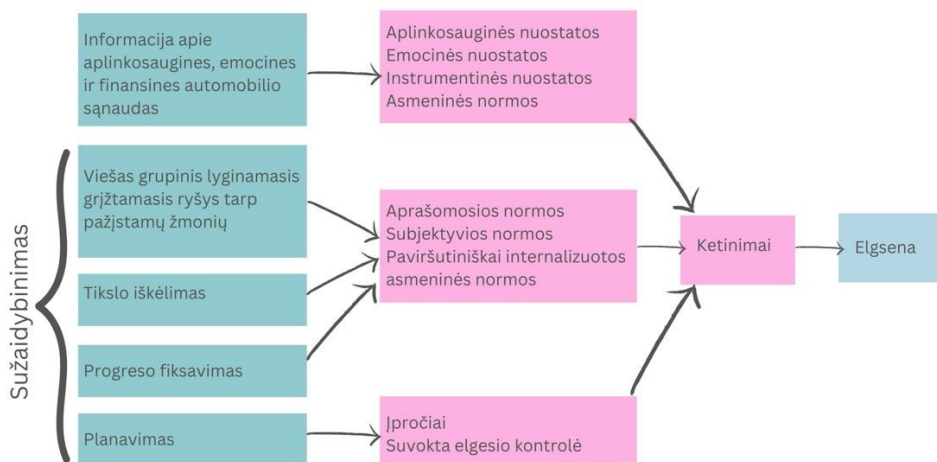 Informacija apie
aplinkosaugines, emocines
ir finansines automobilio
sąnaudas
Aplinkosauginės nuostatos
Emocinės nuostatos
Instrumentinės nuostatos
Asmeninės normos
Sužaidybinimas
Viešas grupinis lyginamasis
grįžtamasis ryšys tarp
pažįstamų žmonių
Tikslo iškėlimas
Progreso fiksavimas
Planavimas
Aprašomosios normos
Subjektyvios normos
Paviršutiniškai internalizuotos
asmeninės normos
Įpročiai
Suvokta elgesio kontrolė
Ketinimai
Elgsena